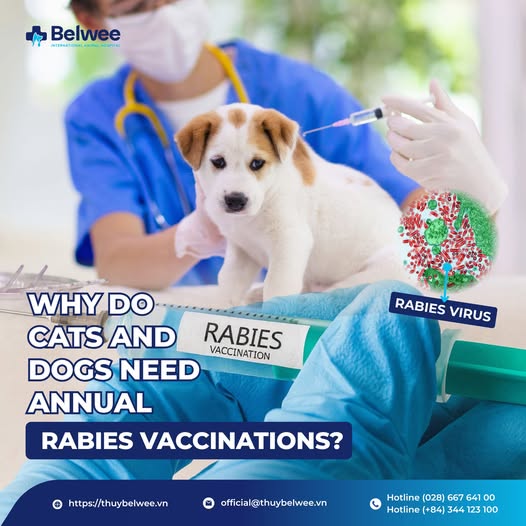 Belwee
INTERNATIONAL ANIMAL HOSPITAL
RABIES VIRUS
WHY DO
CATS AND
DOGS NEED
ANNUAL
RABIES VACCINATIONS?
RABIES
VACCINATION
https://thuybelwee.vn
official@thuybelwee.vn
Hotline (028) 667 641 00
Hotline (+84) 344 123 100